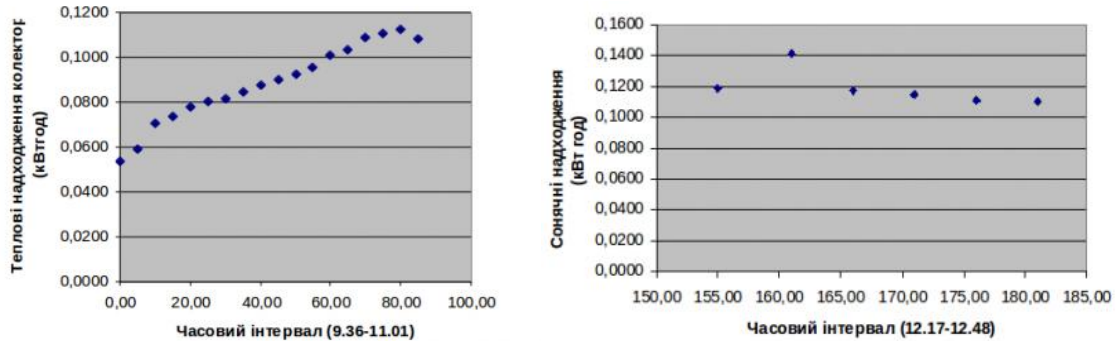 Теплові надходження колектор
(кВтгод)
0,1200
0,1000
0,0800
0,0600
0,0400
0,0200
0,0000
0,00 20,00 40,00 60,00 80,00 100,00
Часовий інтервал (9.36-11.01)
Сонячні надходження
(кВт год)
0,1600
0,1400
0,1200
0,1000
0,0800
0,0600
0,0400
0,0200
0,0000
150,00 155,00 160,00 165,00 170,00 175,00 180,00 185,00
Часовий інтервал (12.17-12.48)